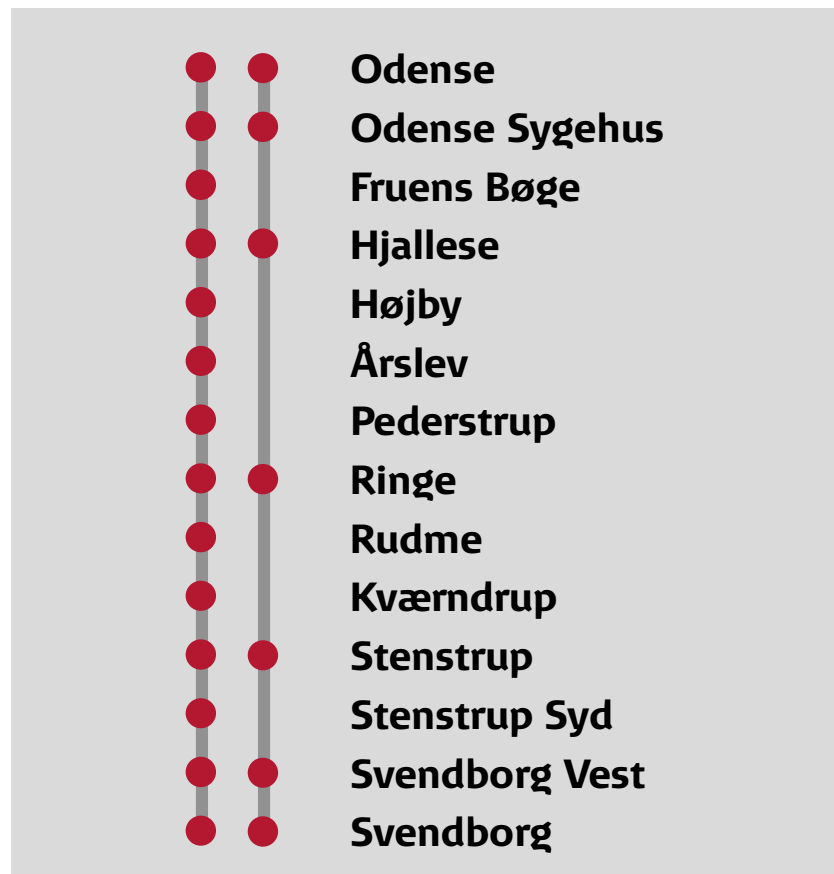 Odense
Odense Sygehus
Fruens Bøge
Hjallese
Højby
Årslev
Pederstrup
Ringe
Rudme
Kværndrup
Stenstrup
Stenstrup Syd
Svendborg Vest
Svendborg